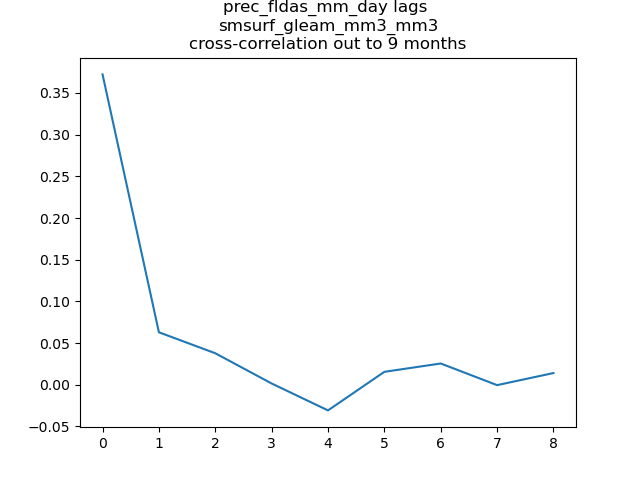 prec_fldas_mm_day lags
smsurf_gleam_mm3_mm3
cross-correlation out to 9 months
0.35
0.30
0.25
0.20
0.15
0.10
0.05
0.00
−0.05
0 1 2 3 4 5 6 7 8